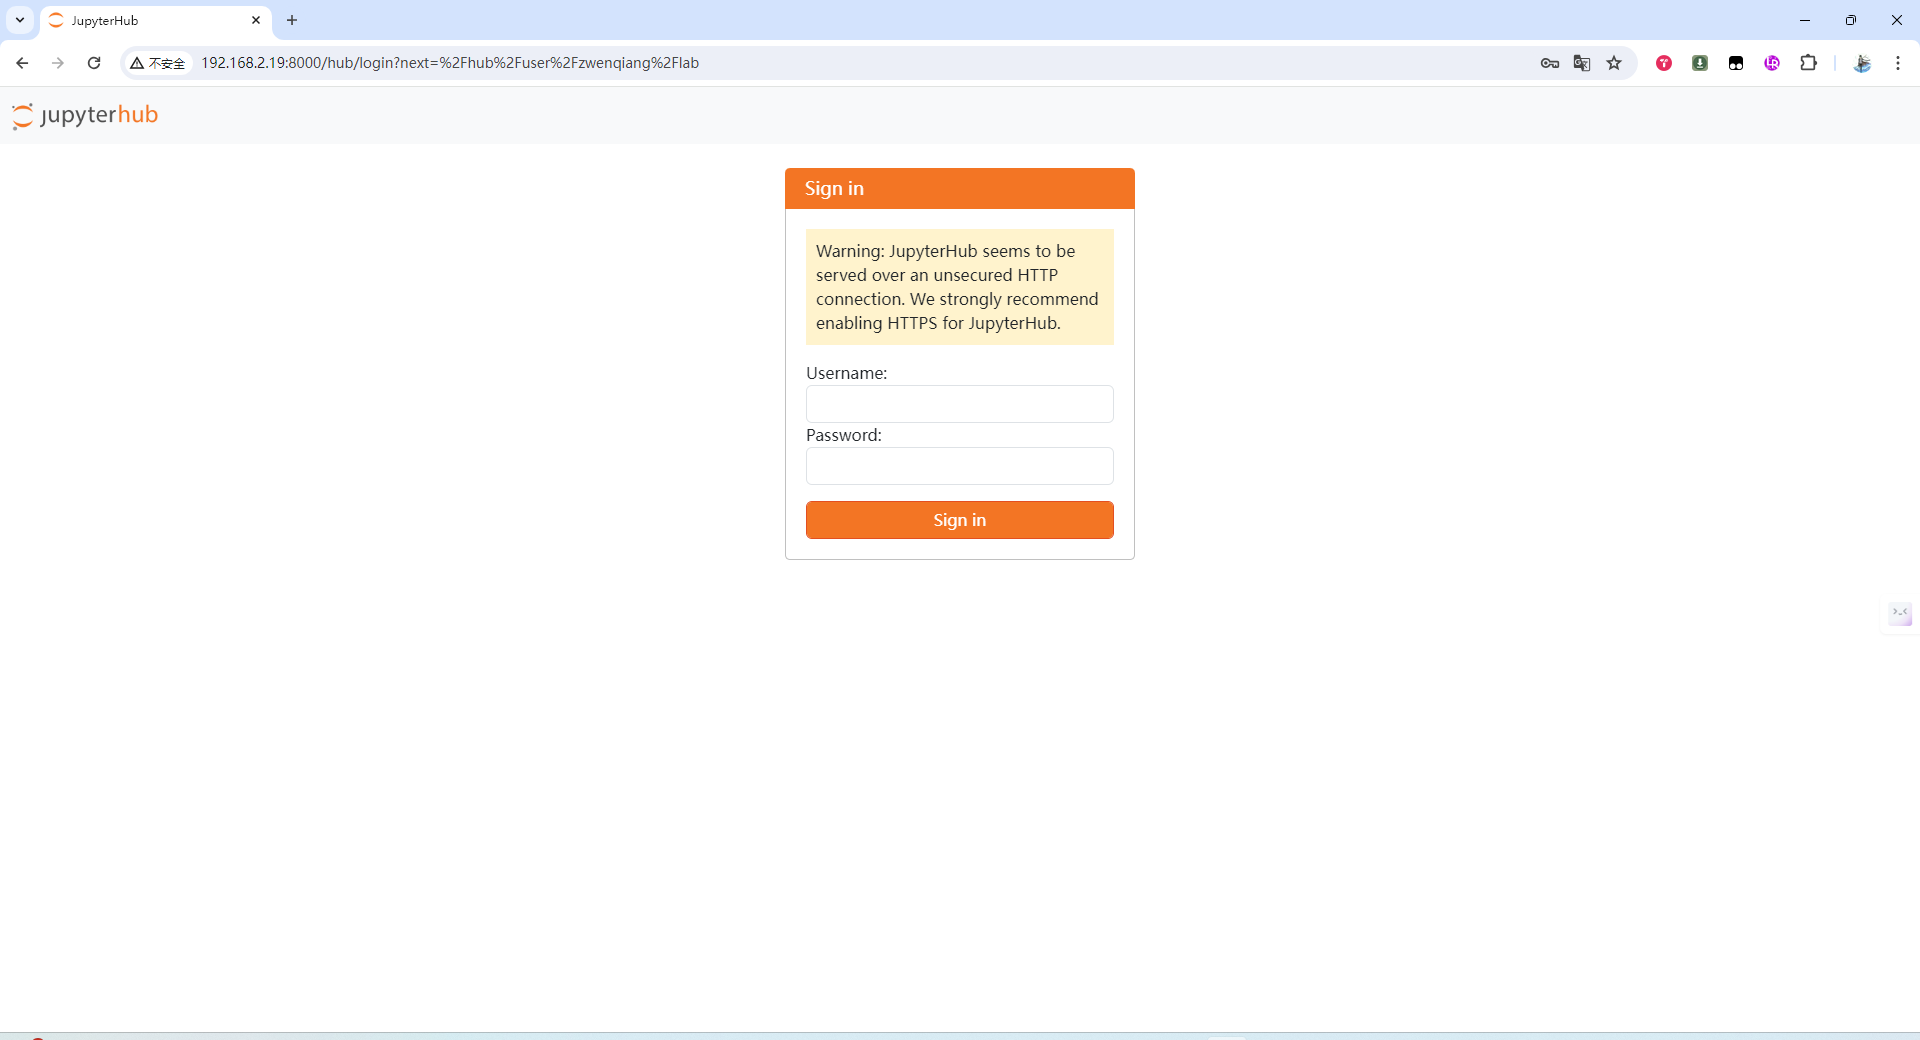 JupyterHub
不安全
192.168.2.19:8000/hub/login?next=%2Fhub%2Fuser%2Fzwenqiang%2Flab
jupyterhub
Sign in
Warning: JupyterHub seems to be
served over an unsecured HTTP
connection. We strongly recommend
enabling HTTPS for JupyterHub.
Username:
Password:
Sign in